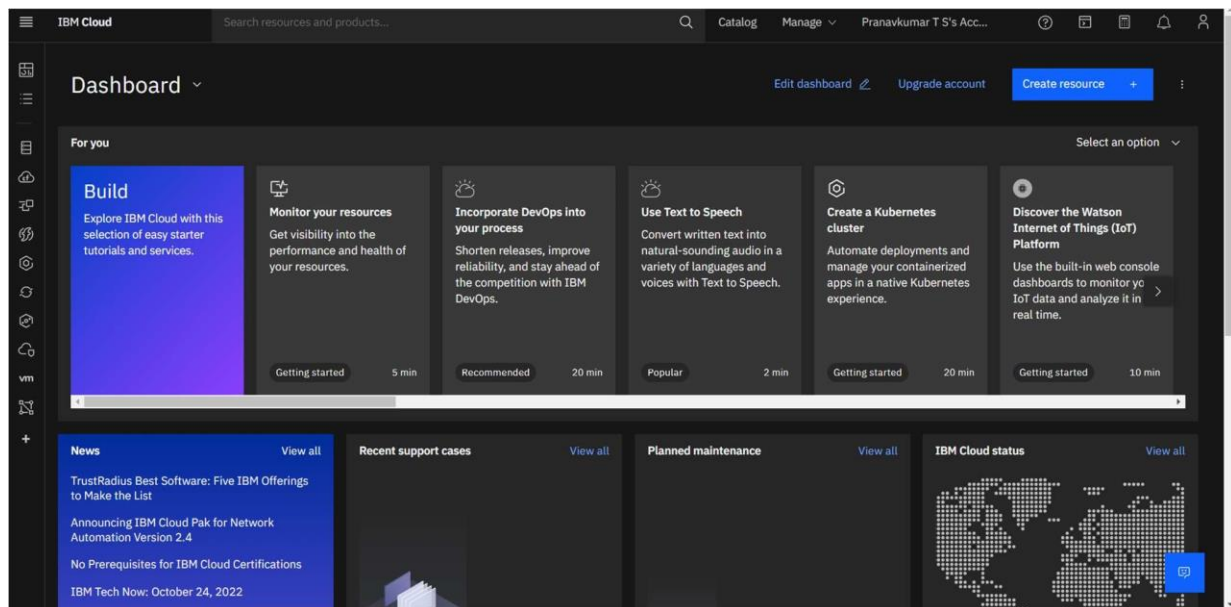 IBM Cloud
Search resources and products...
Catalog
Manage
Pranavkumar T S's Acc...
Dashboard
Edit dashboard
Upgrade account
Create resource +
For you
Select an option
Build
Explore IBM Cloud with this
selection of easy starter
tutorials and services.
Monitor your resources
Get visibility into the
performance and health of
your resources.
Getting started
5 min
Incorporate DevOps into
your process
Shorten releases, improve
reliability, and stay ahead of
the competition with IBM
DevOps.
Recommended
20 min
Use Text to Speech
Convert written text into
natural-sounding audio in a
variety of languages and
voices with Text to Speech.
Popular
2 min
Create a Kubernetes
cluster
Automate deployments and
manage your containerized
apps in a native Kubernetes
experience.
Getting started
20 min
Discover the Watson
Internet of Things (IoT)
Platform
Use the built-in web console
dashboards to monitor yo
IoT data and analyze it in
real time.
Getting started
10 min
vm
News
View all
TrustRadius Best Software: Five IBM Offerings
to Make the List
Announcing IBM Cloud Pak for Network
Automation Version 2.4
No Prerequisites for IBM Cloud Certifications
IBM Tech Now: October 24, 2022
Recent support cases
View all
Planned maintenance
View all
IBM Cloud status
View all